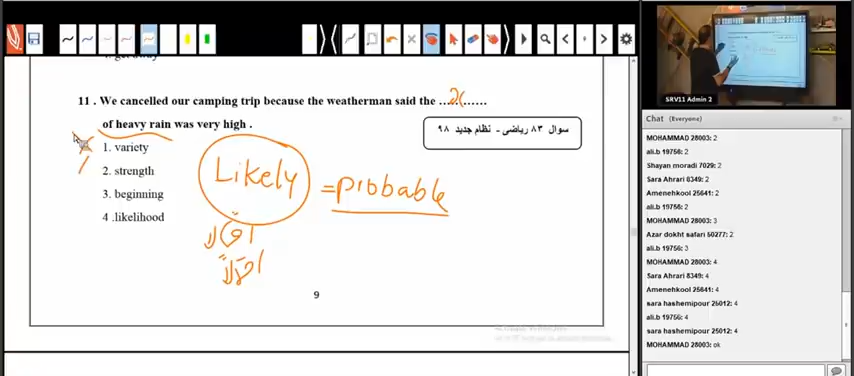 11 . We cancelled our camping trip because the weatherman said the ............
of heavy rain was very high .
سوال ۸۳ ریاضی - نظام جدید ۹۸
1. variety
2. strength
3. beginning
4 .likelihood
Likely = probable
9
SRV11 Admin 2
Chat (Everyone)
MOHAMMAD 28003: 2
ali.b 19756: 2
Shayan moradi 7029: 2
Sara Ahrari 8349: 2
Amenehkool 25641: 2
ali.b 19756: 2
MOHAMMAD 28003: 3
Azar dokht safari 50277: 2
ali.b 19756: 3
MOHAMMAD 28003: 4
Sara Ahrari 8349: 4
Amenehkool 25641: 4
sara hashemipour 25012: 4
ali.b 19756: 4
sara hashemipour 25012: 4
MOHAMMAD 28003: ok